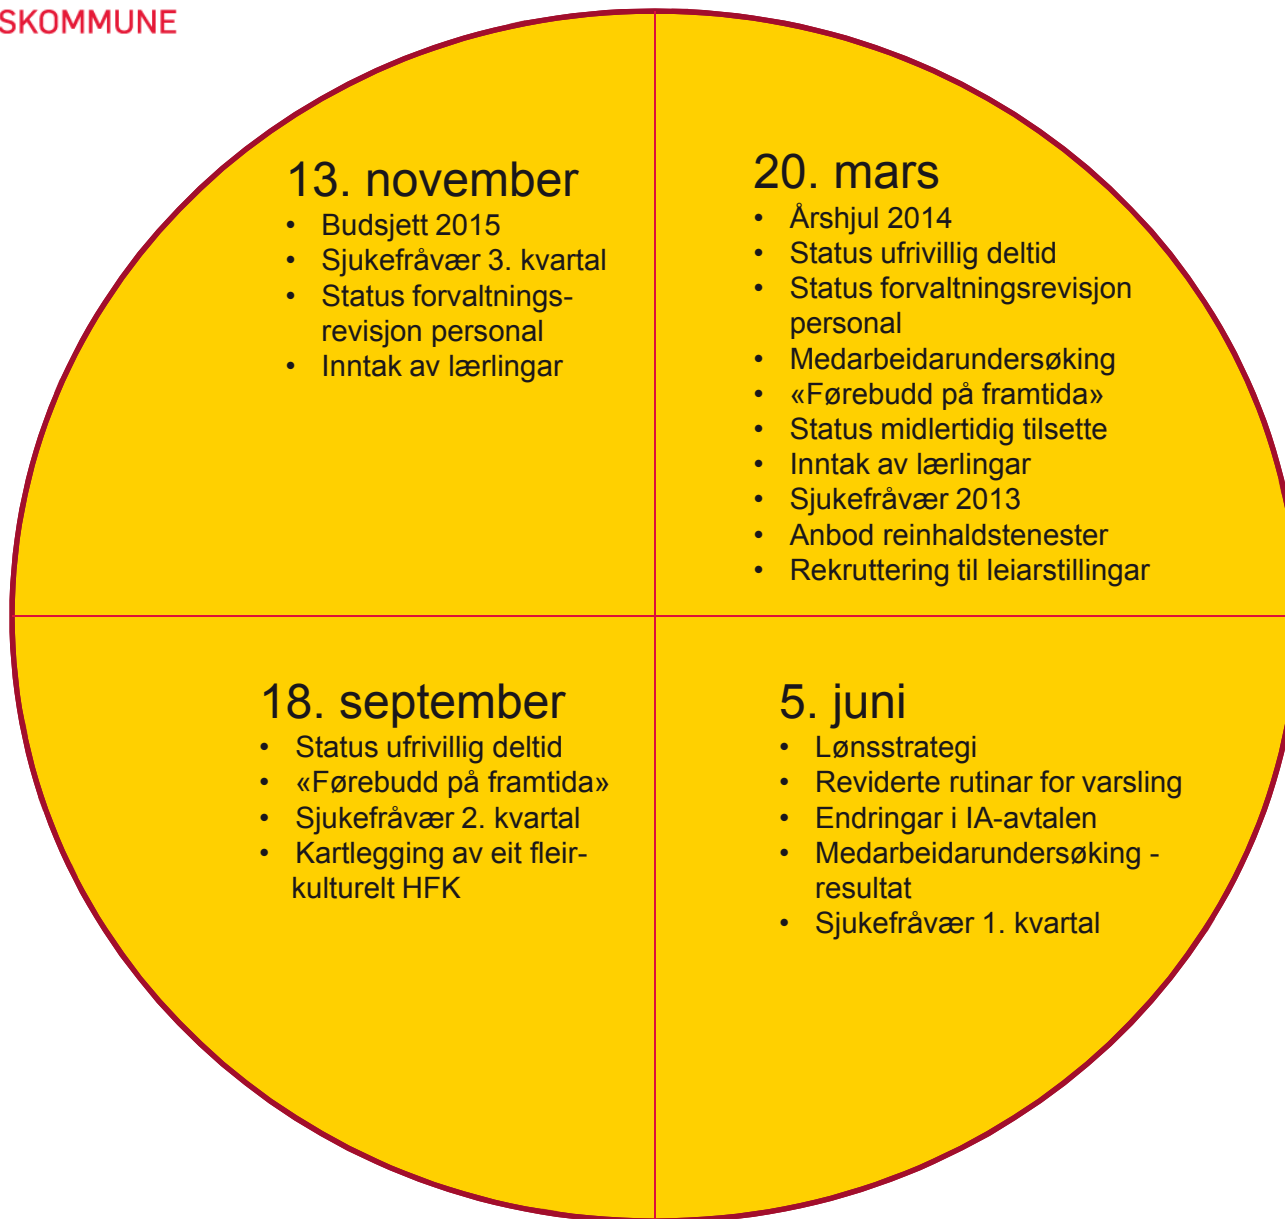 SKOMMUNE
13. november
• Budsjett 2015
• Sjukefråvær 3. kvartal
• Status forvaltnings-
revisjon personal
• Inntak av lærlingar
20. mars
• Årshjul 2014
• Status ufrivillig deltid
• Status forvaltningsrevisjon
personal
• Medarbeidarundersøking
• «Førebudd på framtida»
• Status midlertidig tilsette
• Inntak av lærlingar
• Sjukefråvær 2013
• Anbod reinhaldstenester
• Rekruttering til leiarstillingar
18. september
• Status ufrivillig deltid
• «Førebudd på framtida»
• Sjukefråvær 2. kvartal
• Kartlegging av eit fleir-
kulturelt HFK
5. juni
• Lønsstrategi
• Reviderte rutinar for varsling
• Endringar i IA-avtalen
• Medarbeidarundersøking -
resultat
• Sjukefråvær 1. kvartal